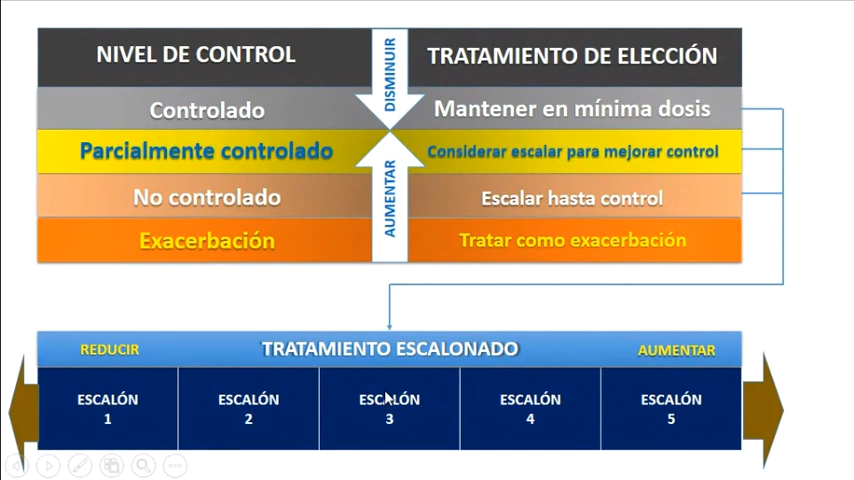 NIVEL DE CONTROL
DISMINUIR
TRATAMIENTO DE ELECCIÓN
Controlado
Mantener en mínima dosis
Parcialmente controlado
Considerar escalar para mejorar control
AUMENTAR
No controlado
Escalar hasta control
Exacerbación
Tratar como exacerbación
REDUCIR
TRATAMIENTO ESCALONADO
AUMENTAR
ESCALÓN
1
ESCALÓN
2
ESCALÓN
3
ESCALÓN
4
ESCALÓN
5